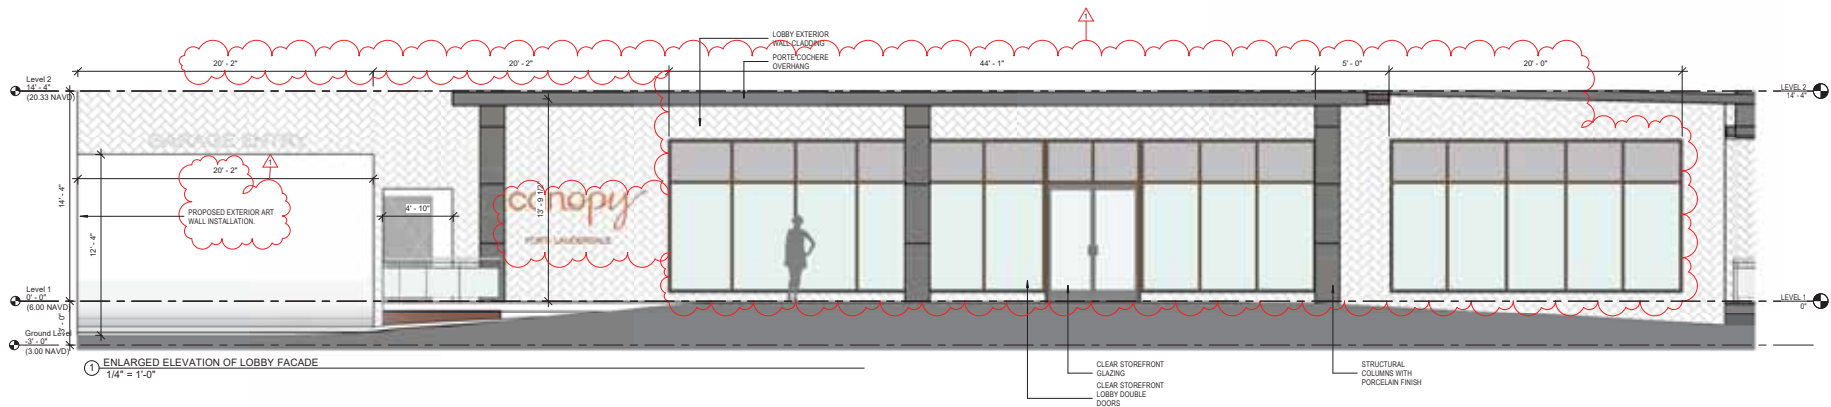 1
LOBBY EXTERIOR
WALL CLADDING
PORTE COCHERE
OVERHANG
20' - 2"
20' - 2"
44' - 1"
5' - 0"
20' - 0"
Level 2
14' - 4"
(20.33 NAVD)
LEVEL 2
14' - 4"
GARAGE ENTRY
1
20' - 2"
PROPOSED EXTERIOR ART
WALL INSTALLATION.
14' - 4"
12' - 4"
4' - 10"
13' - 9 1/2"
canopy
FORT LAUDERDALE
Level 1
0' - 0"
(6.00 NAVD)
LEVEL 1
0"
3' - 0"
Ground Level
-3' - 0"
(3.00 NAVD)
1 ENLARGED ELEVATION OF LOBBY FACADE
1/4" = 1'-0"
CLEAR STOREFRONT
GLAZING
CLEAR STOREFRONT
LOBBY DOUBLE
DOORS
STRUCTURAL
COLUMNS WITH
PORCELAIN FINISH